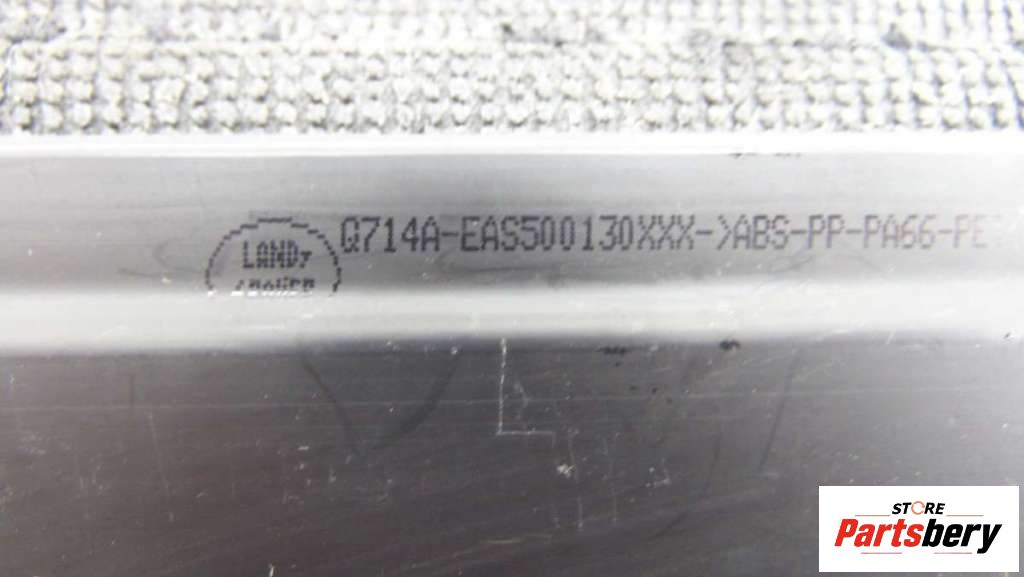 Q714A-EAS500130XXX->ABS-PP-PA66-PE
LAND
STORE
Partsbery